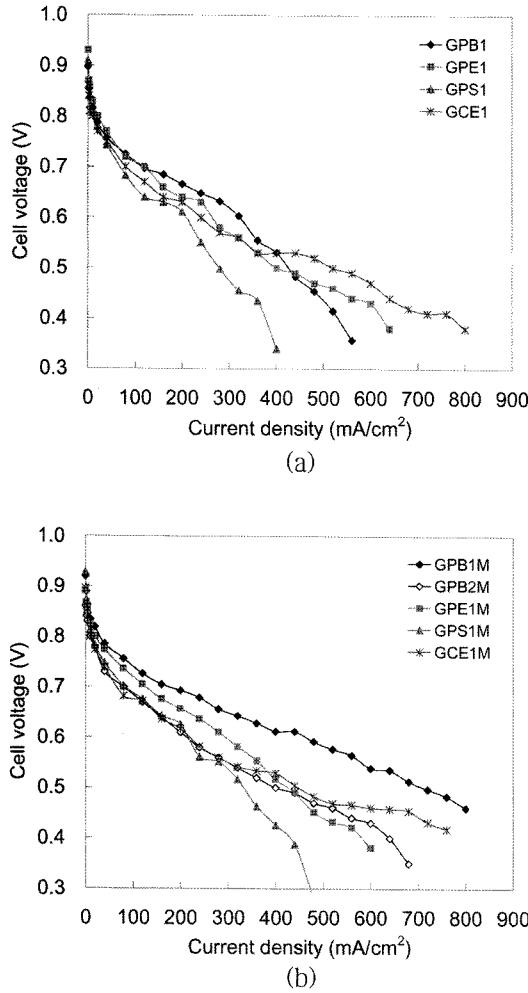 1.0
0.9
0.8
0.7
0.6
0.5
0.4
0.3
Cell voltage (V)
GPB1
GPE1
GPS1
GCE1
0 100 200 300 400 500 600 700 800 900
Current density (mA/cm²)
(a)
1.0
0.9
0.8
0.7
0.6
0.5
0.4
0.3
Cell voltage (V)
GPB1M
GPB2M
GPE1M
GPS1M
GCE1M
0 100 200 300 400 500 600 700 800 900
Current density (mA/cm²)
(b)